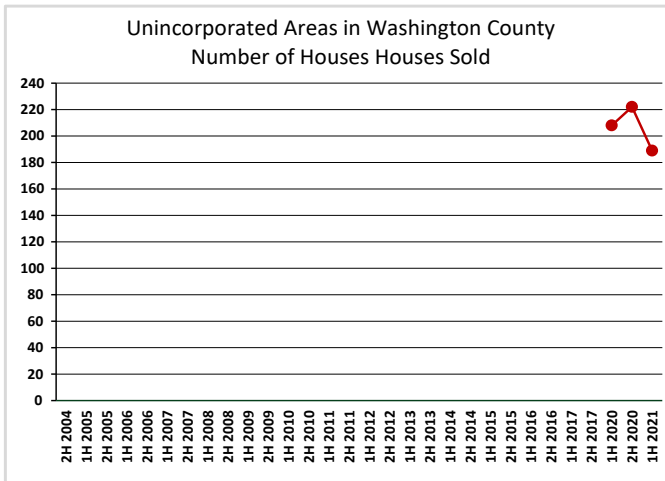 Unincorporated Areas in Washington County
Number of Houses Houses Sold
240
220
200
180
160
140
120
100
80
60
40
20
0
2H 2004
1H 2005
2H 2005
1H 2006
2H 2006
1H 2007
2H 2007
1H 2008
2H 2008
1H 2009
2H 2009
1H 2010
2H 2010
1H 2011
2H 2011
1H 2012
2H 2012
1H 2013
2H 2013
1H 2014
2H 2014
1H 2015
2H 2015
1H 2016
2H 2016
1H 2017
2H 2017
1H 2020
2H 2020
1H 2021